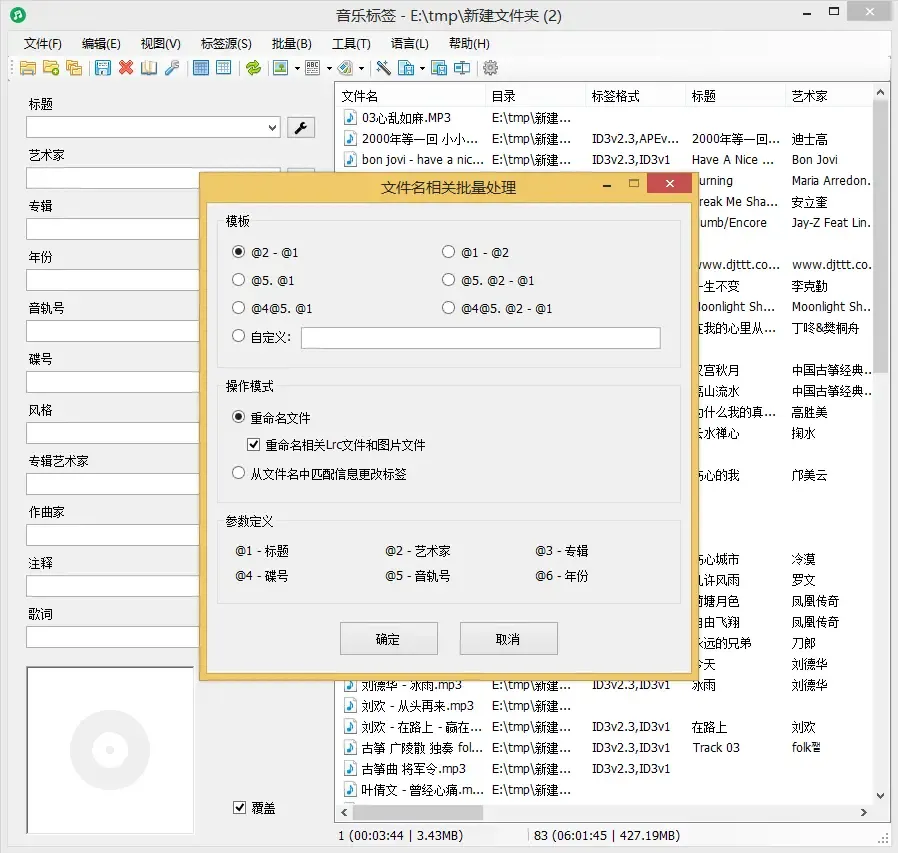 音乐标签 - E:\tmp\新建文件夹 (2)
文件(F) 编辑(E) 视图(V) 标签源(S) 批量(B) 工具(T) 语言(L) 帮助(H)
标题
艺术家
专辑
年份
音轨号
碟号
风格
专辑艺术家
作曲家
注释
歌词
覆盖
文件名 目录 标签格式 标题 艺术家
03心乱如麻.MP3 E:\tmp\新建...
2000年等一回 小小... E:\tmp\新建... ID3v2.3,APEv... 2000年等一回... 迪士高
bon jovi - have a nic... E:\tmp\新建... ID3v2.3,ID3v1 Have A Nice ... Bon Jovi
urning Maria Arredon.
reak Me Sha... 安立奎
umb/Encore Jay-Z Feat Lin.
www.djttt.co... www.djttt.co..
一生不变 李克勤
oonlight Sh... Moonlight Sh..
在我的心里从... 丁咚&樊桐舟
汉宫秋月 中国古筝经典..
高山流水 中国古筝经典..
为什么我的真... 高胜美
云水禅心 掬水
伤心的我 邝美云
伤心城市 冷漠
也许风雨 罗文
荷塘月色 凤凰传奇
自由飞翔 凤凰传奇
永远的兄弟 刀郎
今天 刘德华
刘德华 - 冰雨.mp3 E:\tmp\新建... ID3v2.3,ID3v1 冰雨 刘德华
刘欢 - 从头再来.mp3 E:\tmp\新建...
刘欢 - 在路上 - 赢在... E:\tmp\新建... ID3v2.3,ID3v1 在路上 刘欢
古筝 广陵散 独奏 fol... E:\tmp\新建... ID3v2.3,ID3v1 Track 03 folk
古筝曲 将军令.mp3 E:\tmp\新建... ID3v2.3,ID3v1
叶倩文 - 曾经心痛.m... E:\tmp\新建...
1 (00:03:44 | 3.43MB) 83 (06:01:45 | 427.19MB)
文件名相关批量处理
模板
@2 - @1 @1 - @2
@5. @1 @5. @2 - @1
@4@5. @1 @4@5. @2 - @1
自定义:
操作模式
重命名文件
重命名相关Lrc文件和图片文件
从文件名中匹配信息更改标签
参数定义
@1 - 标题 @2 - 艺术家 @3 - 专辑
@4 - 碟号 @5 - 音轨号 @6 - 年份
确定 取消